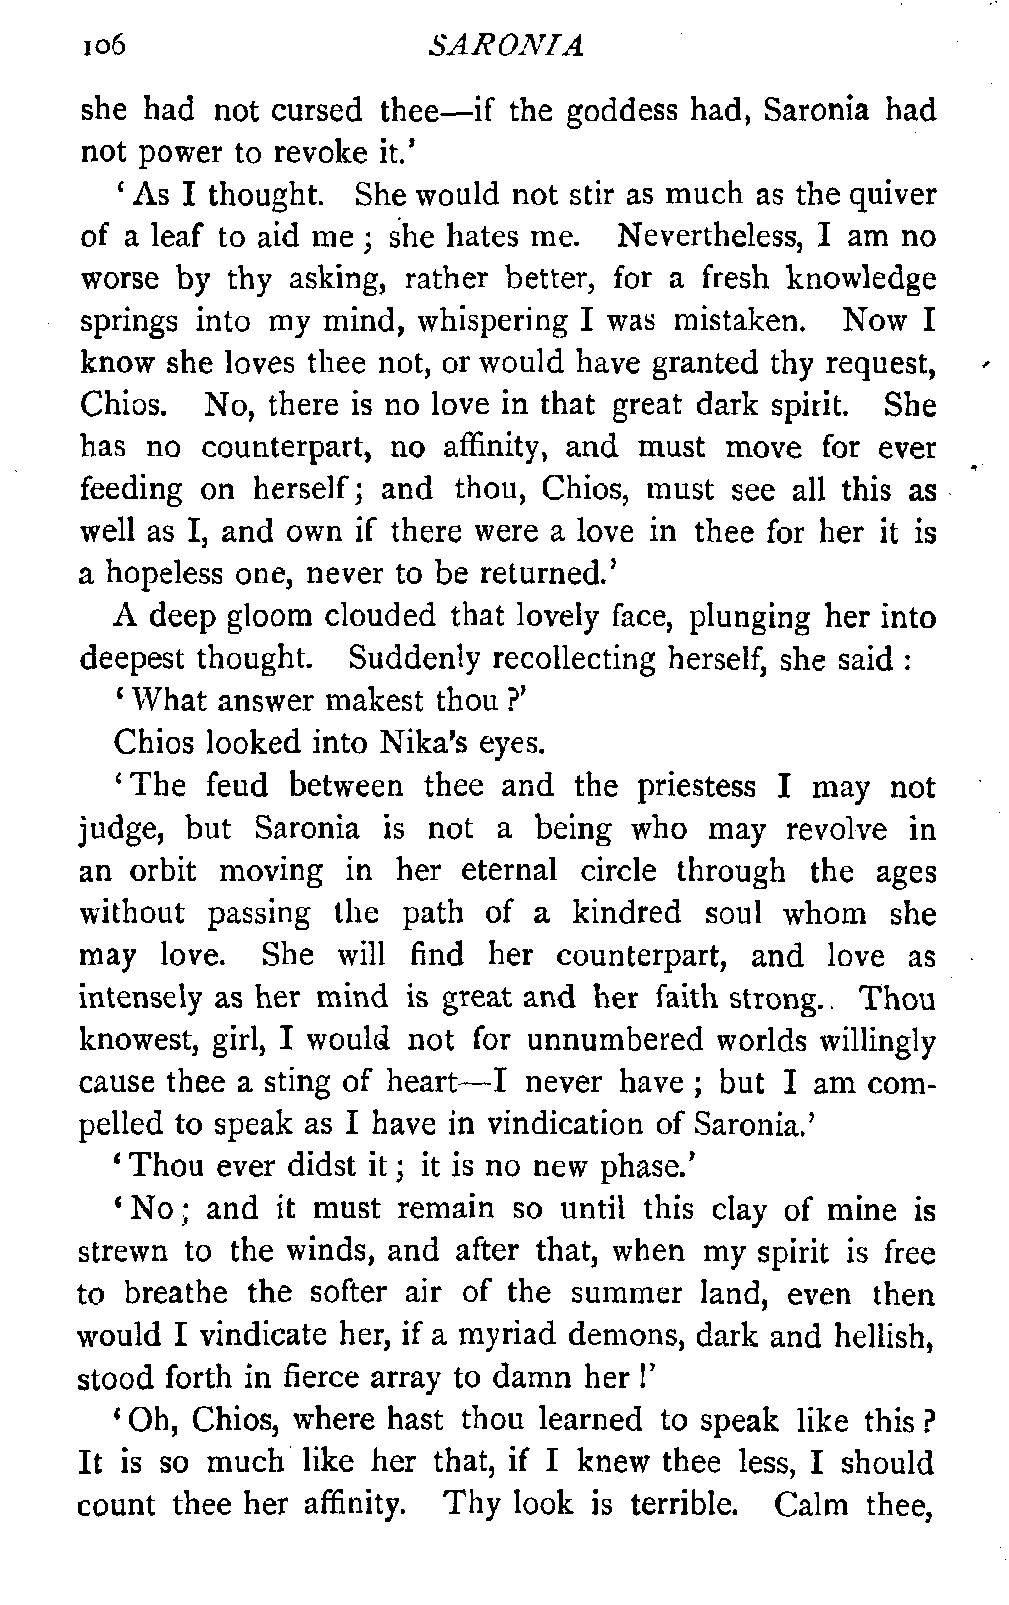 106 SARONIA
she had not cursed thee—if the goddess had, Saronia had
not power to revoke it.'
'As I thought. She would not stir as much as the quiver
of a leaf to aid me; she hates me. Nevertheless, I am no
worse by thy asking, rather better, for a fresh knowledge
springs into my mind, whispering I was mistaken. Now I
know she loves thee not, or would have granted thy request,
Chios. No, there is no love in that great dark spirit. She
has no counterpart, no affinity, and must move for ever
feeding on herself; and thou, Chios, must see all this as
well as I, and own if there were a love in thee for her it is
a hopeless one, never to be returned.'
A deep gloom clouded that lovely face, plunging her into
deepest thought. Suddenly recollecting herself, she said:
'What answer makest thou?'
Chios looked into Nika's eyes.
'The feud between thee and the priestess I may not
judge, but Saronia is not a being who may revolve in
an orbit moving in her eternal circle through the ages
without passing the path of a kindred soul whom she
may love. She will find her counterpart, and love as
intensely as her mind is great and her faith strong.. Thou
knowest, girl, I would not for unnumbered worlds willingly
cause thee a sting of heart—I never have; but I am com-
pelled to speak as I have in vindication of Saronia.'
'Thou ever didst it; it is no new phase.'
'No; and it must remain so until this clay of mine is
strewn to the winds, and after that, when my spirit is free
to breathe the softer air of the summer land, even then
would I vindicate her, if a myriad demons, dark and hellish,
stood forth in fierce array to damn her!'
'Oh, Chios, where hast thou learned to speak like this?
It is so much like her that, if I knew thee less, I should
count thee her affinity. Thy look is terrible. Calm thee,